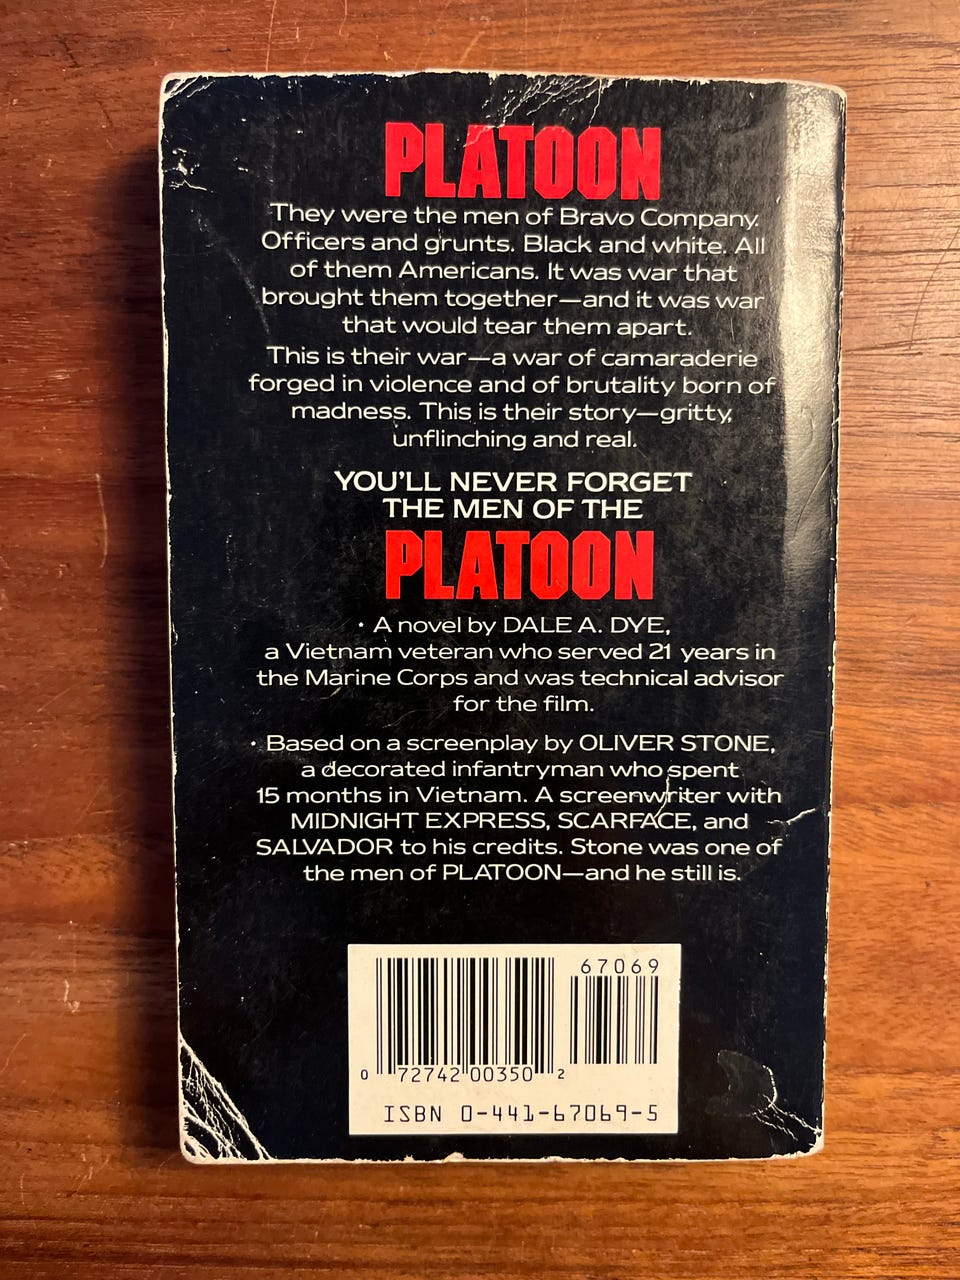 PLATOON
They were the men of Bravo Company.
Officers and grunts. Black and white. All
of them Americans. It was war that
brought them together—and it was war
that would tear them apart.
This is their war—a war of camaraderie
forged in violence and of brutality born of
madness. This is their story—gritty,
unflinching and real.
YOU'LL NEVER FORGET
THE MEN OF THE
PLATOON
• A novel by DALE A. DYE,
a Vietnam veteran who served 21 years in
the Marine Corps and was technical advisor
for the film.
• Based on a screenplay by OLIVER STONE,
a decorated infantryman who spent
15 months in Vietnam. A screenwriter with
MIDNIGHT EXPRESS, SCARFACE, and
SALVADOR to his credits. Stone was one of
the men of PLATOON—and he still is.
67069
0 72742 00350 2
ISBN 0-441-67069-5